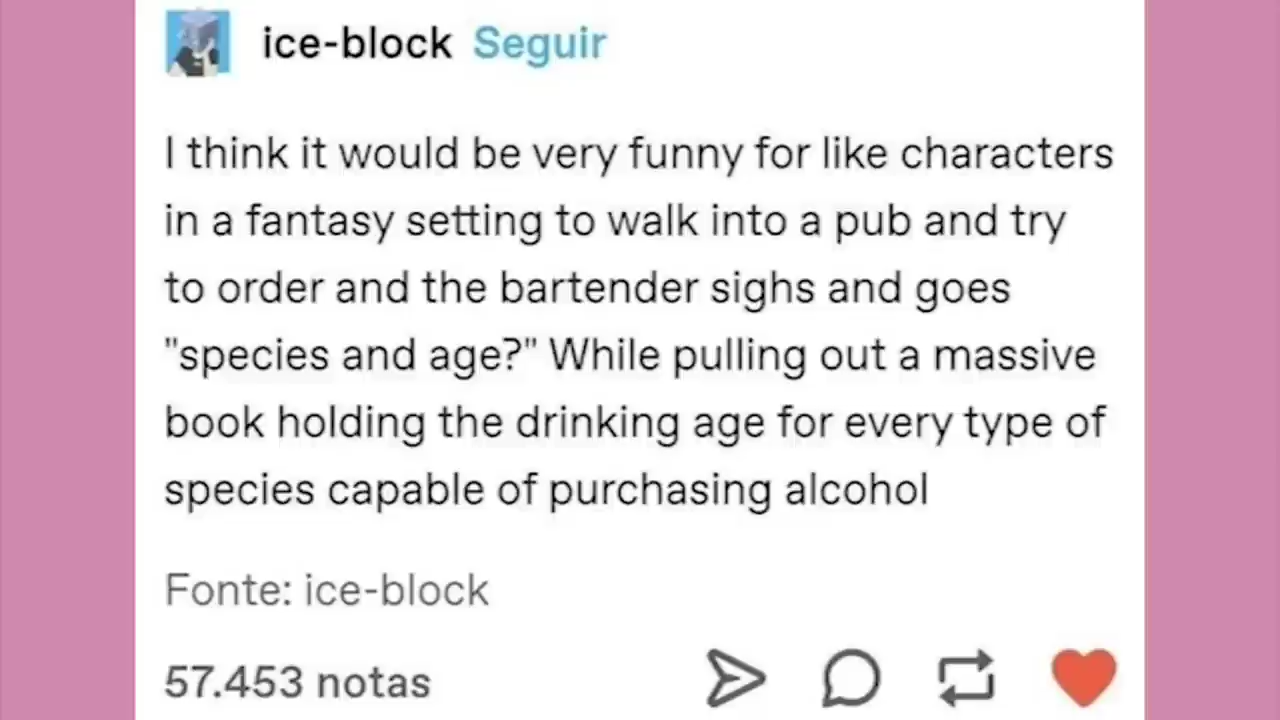 ice-block Seguir
I think it would be very funny for like characters
in a fantasy setting to walk into a pub and try
to order and the bartender sighs and goes
"species and age?" While pulling out a massive
book holding the drinking age for every type of
species capable of purchasing alcohol
Fonte: ice-block
57.453 notas